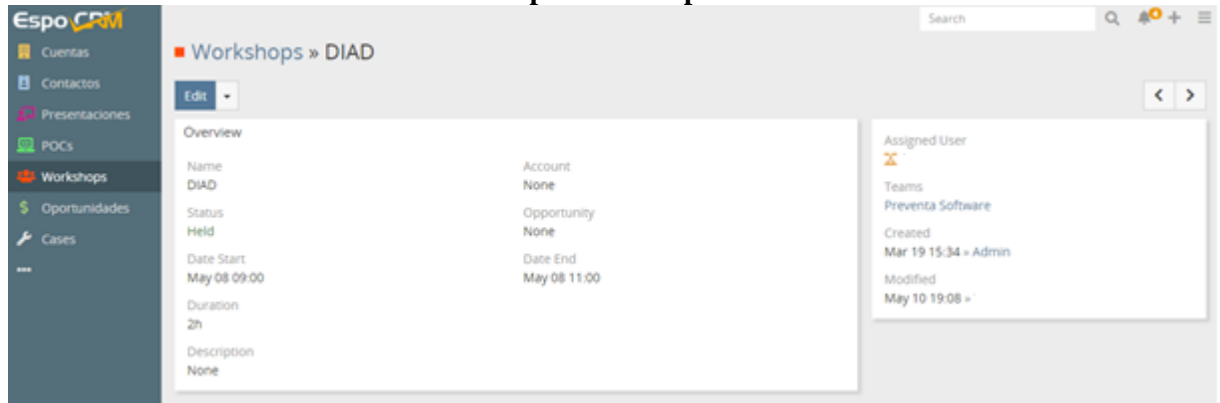 EspoCRM
Search
Cuentas
Contactos
Presentaciones
POCs
Workshops
Oportunidades
Cases
Workshops » DIAD
Edit
Overview
Name
DIAD
Account
None
Status
Held
Opportunity
None
Date Start
May 08 09:00
Date End
May 08 11:00
Duration
2h
Description
None
Assigned User
Teams
Preventa Software
Created
Mar 19 15:34 » Admin
Modified
May 10 19:08 »